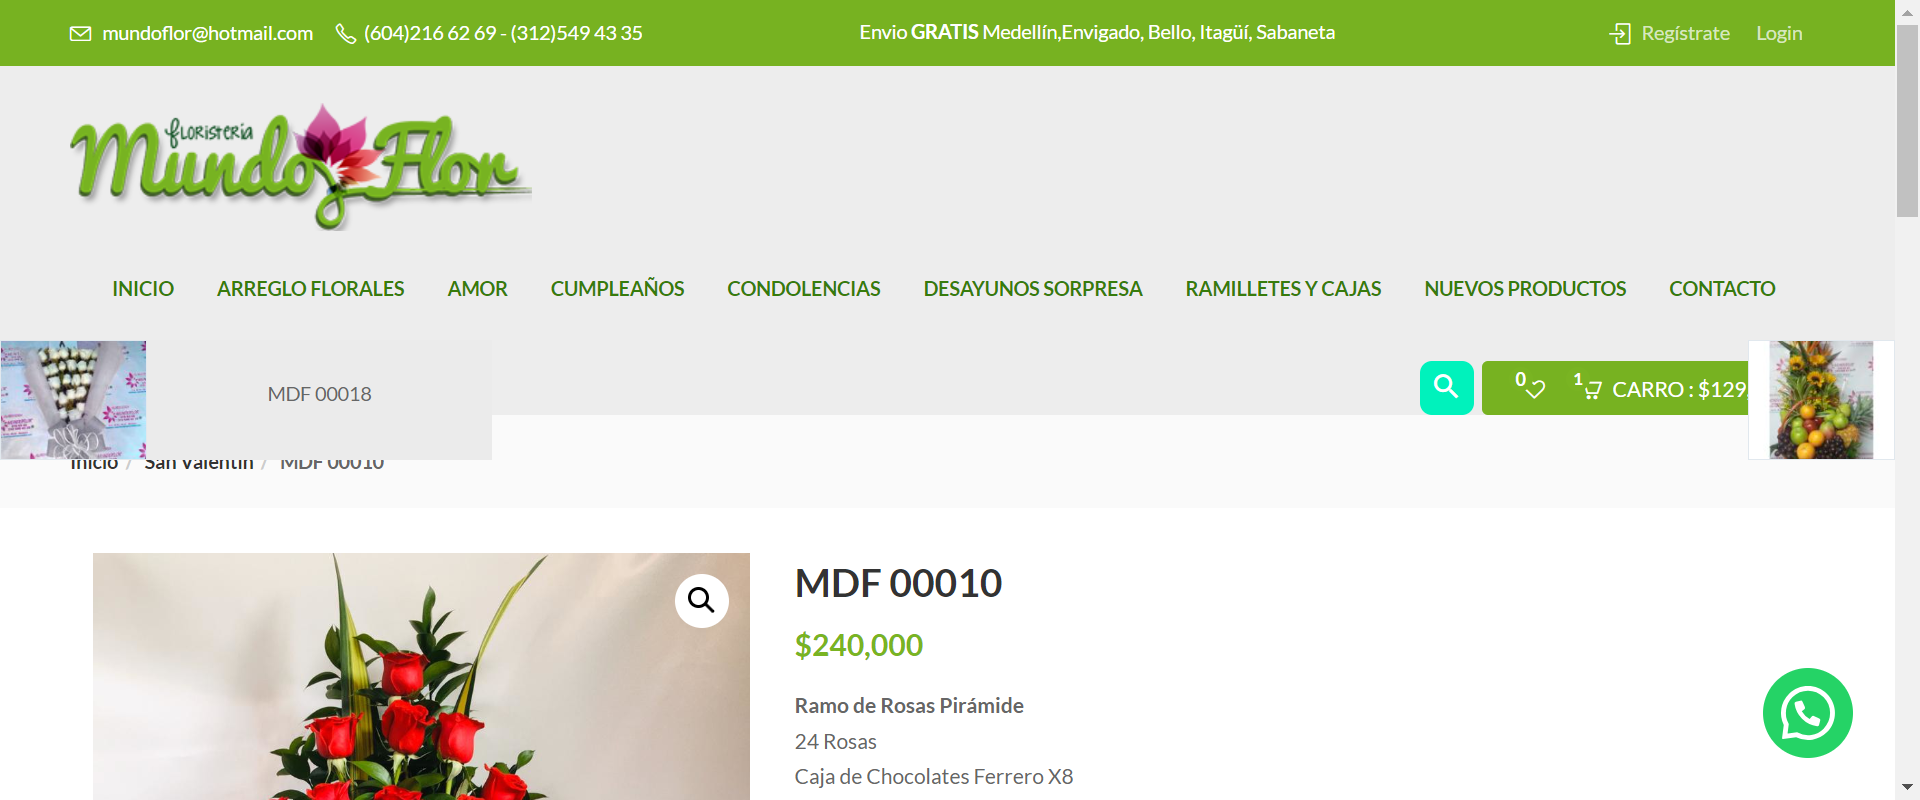 mundoflor@hotmail.com
(604)216 62 69 - (312)549 43 35
Envio GRATIS Medellín,Envigado, Bello, Itagüí, Sabaneta
Regístrate
Login
floristeria
Mundo Flor
INICIO
ARREGLO FLORALES
AMOR
CUMPLEAÑOS
CONDOLENCIAS
DESAYUNOS SORPRESA
RAMILLETES Y CAJAS
NUEVOS PRODUCTOS
CONTACTO
MDF 00018
0
1
CARRO : $129,
Inicio / San Valentin / MDF 00010
MDF 00010
$240,000
Ramo de Rosas Pirámide
24 Rosas
Caja de Chocolates Ferrero X8